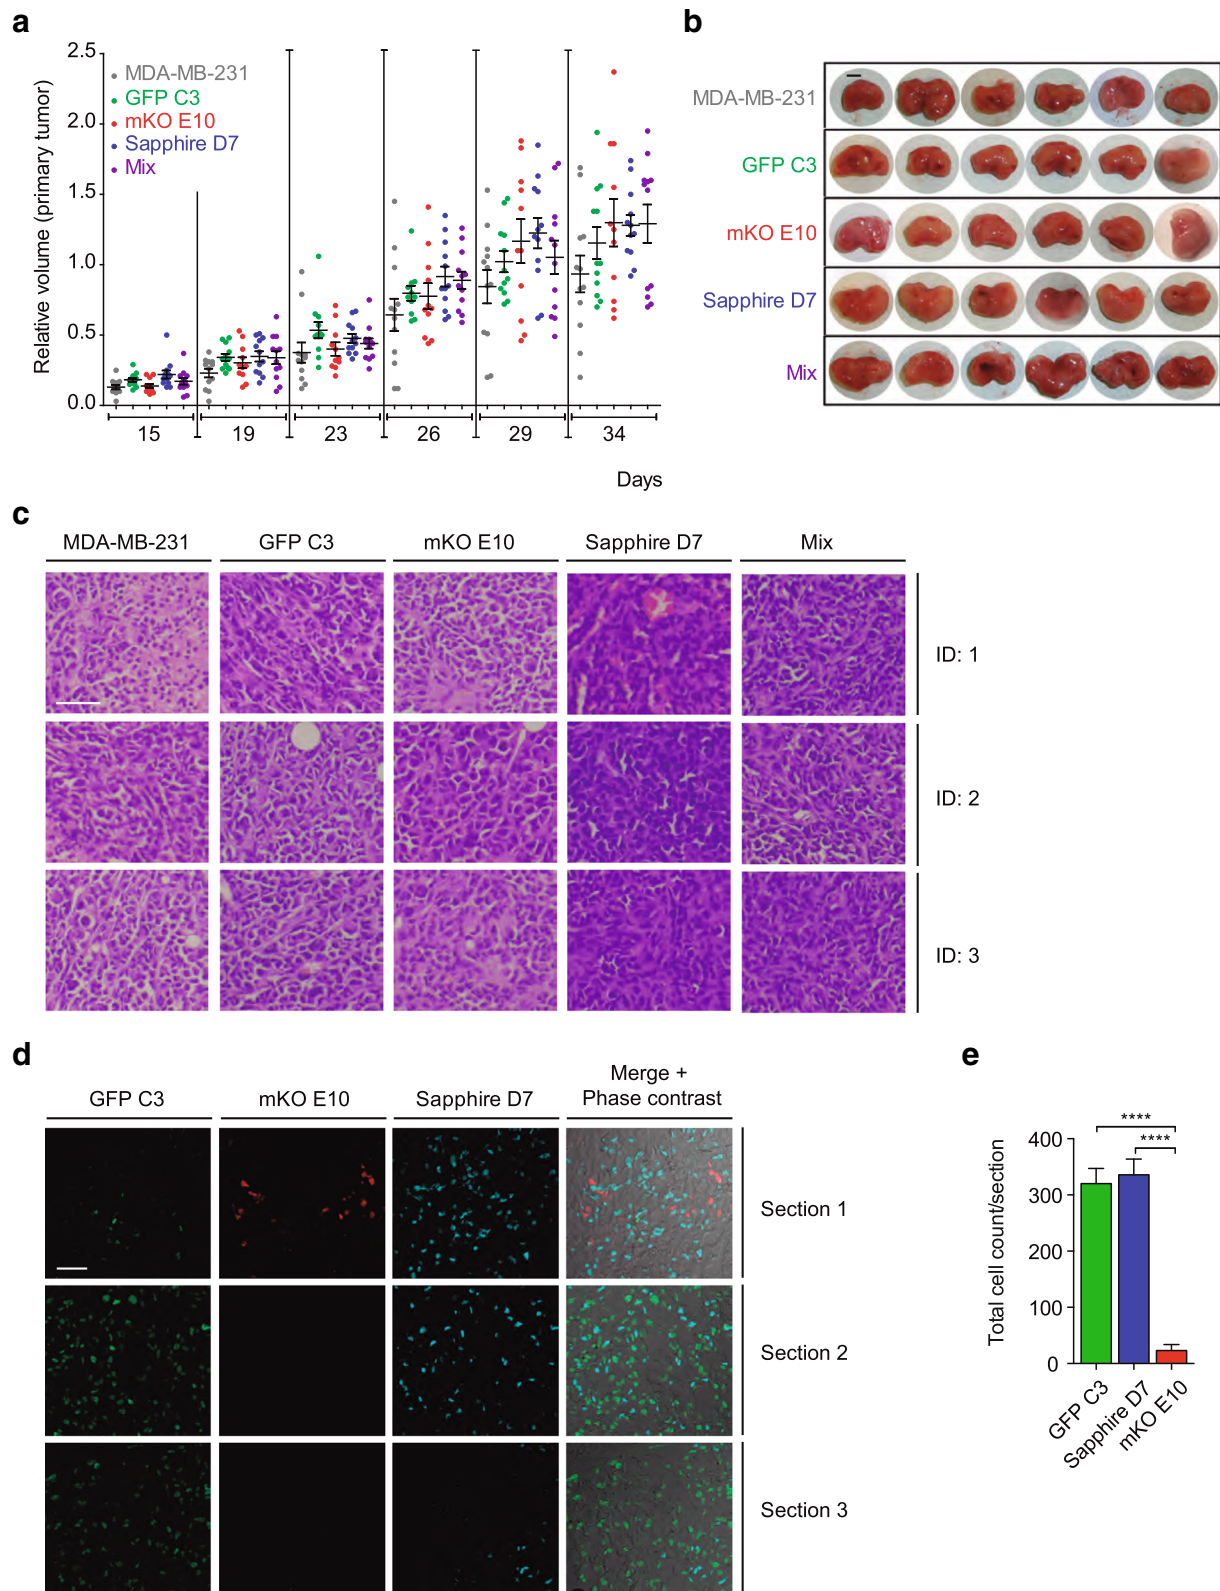 a
Relative volume (primary tumor)
2.5
2.0
1.5
1.0
0.5
0.0
MDA-MB-231
GFP C3
mKO E10
Sapphire D7
Mix
15
19
23
26
29
34
Days
b
MDA-MB-231
GFP C3
mKO E10
Sapphire D7
Mix
c
MDA-MB-231
GFP C3
mKO E10
Sapphire D7
Mix
ID: 1
ID: 2
ID: 3
d
GFP C3
mKO E10
Sapphire D7
Merge +
Phase contrast
Section 1
Section 2
Section 3
e
Total cell count/section
400
300
200
100
0
****
****
GFP C3
Sapphire D7
mKO E10